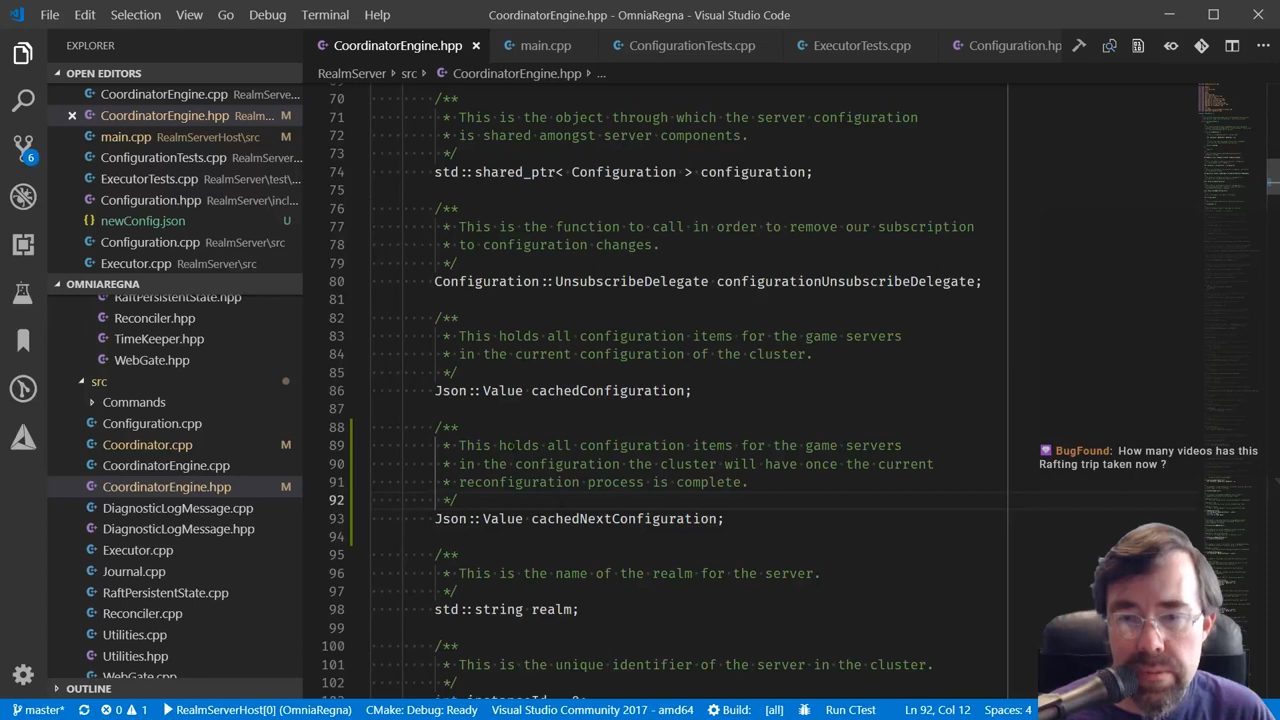 File Edit Selection View Go Debug Terminal Help
CoordinatorEngine.hpp - OmniaRegna - Visual Studio Code
EXPLORER
CoordinatorEngine.hpp
main.cpp
ConfigurationTests.cpp
ExecutorTests.cpp
Configuration.hp
OPEN EDITORS
CoordinatorEngine.cpp RealmServe...
CoordinatorEngine.hpp Realm... M
main.cpp RealmServerHost\src M
ConfigurationTests.cpp RealmServer...
ExecutorTests.cpp RealmServer\test\...
Configuration.hpp RealmServer\incl...
newConfig.json U
Configuration.cpp RealmServer\src
Executor.cpp RealmServer\src
OMNIAREGNA
RaftPersistentState.hpp
Reconciler.hpp
TimeKeeper.hpp
WebGate.hpp
src
Commands
Configuration.cpp
Coordinator.cpp M
CoordinatorEngine.cpp
CoordinatorEngine.hpp M
DiagnosticLogMessage.cpp
DiagnosticLogMessage.hpp
Executor.cpp
Journal.cpp
RaftPersistentState.cpp
Reconciler.cpp
Utilities.cpp
Utilities.hpp
WebGate.cpp
OUTLINE
6
RealmServer > src > CoordinatorEngine.hpp > ...
70 /**
71 * This is the object through which the server configuration
72 * is shared amongst server components.
73 */
74 std::shared_ptr< Configuration > configuration;
75
76 /**
77 * This is the function to call in order to remove our subscription
78 * to configuration changes.
79 */
80 Configuration::UnsubscribeDelegate configurationUnsubscribeDelegate;
81
82 /**
83 * This holds all configuration items for the game servers
84 * in the current configuration of the cluster.
85 */
86 Json::Value cachedConfiguration;
87
88 /**
89 * This holds all configuration items for the game servers
90 * in the configuration the cluster will have once the current
91 * reconfiguration process is complete.
92 */
93 Json::Value cachedNextConfiguration;
94
95 /**
96 * This is the name of the realm for the server.
97 */
98 std::string realm;
99
100 /**
101 * This is the unique identifier of the server in the cluster.
102 */
BugFound: How many videos has this
Rafting trip taken now ?
master* 0 1 RealmServerHost[0] (OmniaRegna) CMake: Debug: Ready Visual Studio Community 2017 - amd64 Build: [all] Run CTest Ln 92, Col 12 Spaces: 4